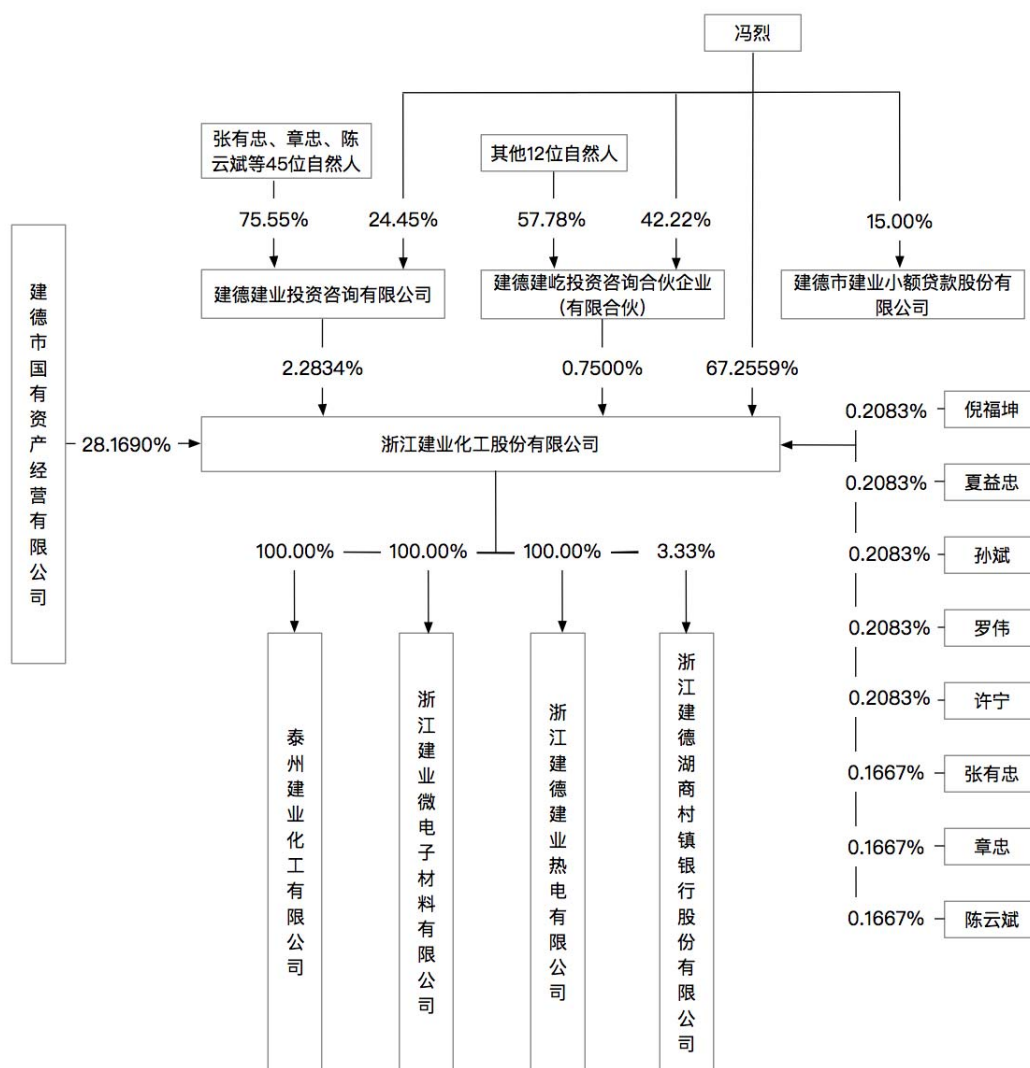 冯烈
张有忠、章忠、陈
云斌等45位自然人
其他12位自然人
75.55%
24.45%
57.78%
42.22%
15.00%
建德建业投资咨询有限公司
建德建屹投资咨询合伙企业
（有限合伙）
建德市建业小额贷款股份有
限公司
2.2834%
0.7500%
67.2559%
建德市国有资产经营有限公司
28.1690%
浙江建业化工股份有限公司
0.2083%
倪福坤
0.2083%
夏益忠
0.2083%
孙斌
0.2083%
罗伟
0.2083%
许宁
0.1667%
张有忠
0.1667%
章忠
0.1667%
陈云斌
100.00%
100.00%
100.00%
3.33%
泰州建业化工有限公司
浙江建业微电子材料有限公司
浙江建德建业热电有限公司
浙江建德湖商村镇银行股份有限公司